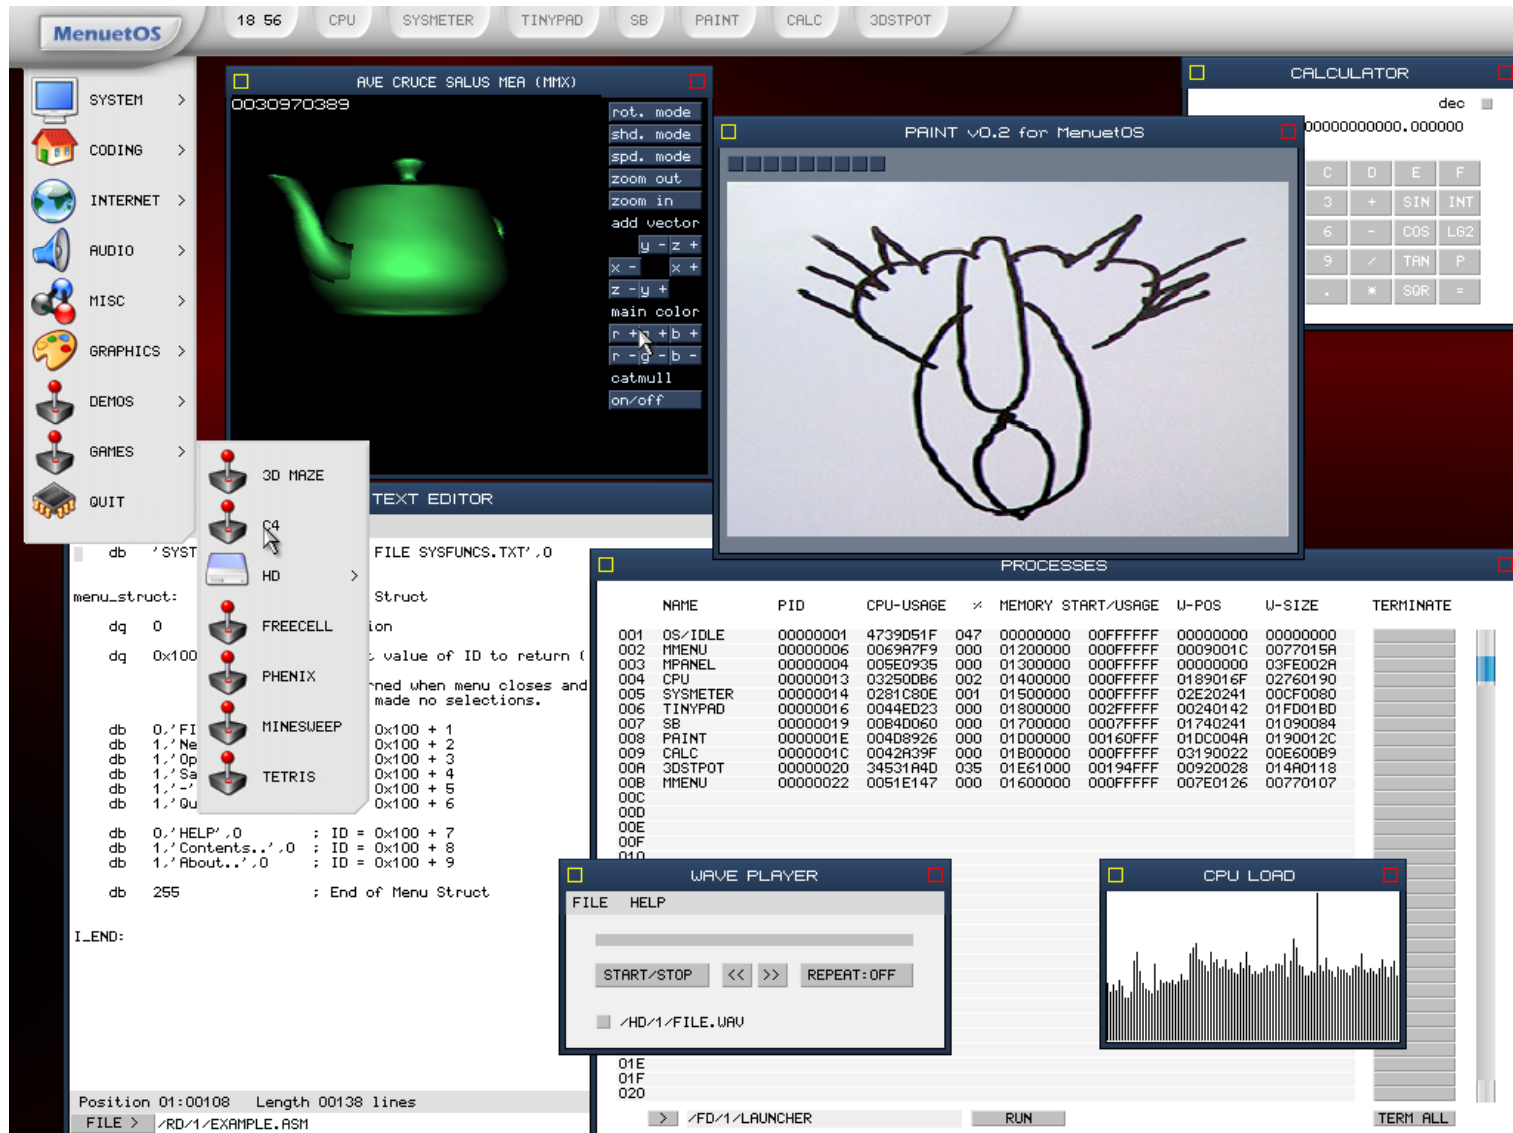 MenuetOS
18 56 CPU SYSMETER TINYPAD SB PAINT CALC 3DSTPOT
SYSTEM >
CODING >
INTERNET >
AUDIO >
MISC >
GRAPHICS >
DEMOS >
GAMES >
QUIT
3D MAZE
C4
HD >
FREECELL
PHENIX
MINESWEEP
TETRIS
AVE CRUCE SALUS MEA (MMX)
0030970389
rot. mode
shd. mode
spd. mode
zoom out
zoom in
add vector
y - z +
x - x +
z - y +
main color
r + g + b +
r - g - b -
catmull
on/off
PAINT v0.2 for MenuetOS
CALCULATOR
dec
00000000000.000000
C D E F
3 + SIN INT
6 - COS LG2
9 / TAN P
. * SQR =
TEXT EDITOR
db 'SYST FILE SYSFUNCS.TXT',0
menu_struct: Struct
dq 0 ion
dq 0x100 t value of ID to return (
rned when menu closes and
made no selections.
db 0,'FI 0x100 + 1
db 1,'Ne 0x100 + 2
db 1,'Op 0x100 + 3
db 1,'Sa 0x100 + 4
db 1,'-' 0x100 + 5
db 1,'Qu 0x100 + 6
db 0,'HELP',0 ; ID = 0x100 + 7
db 1,'Contents..',0 ; ID = 0x100 + 8
db 1,'About..',0 ; ID = 0x100 + 9
db 255 ; End of Menu Struct
I_END:
Position 01:00108 Length 00138 lines
FILE > /RD/1/EXAMPLE.ASM
PROCESSES
NAME PID CPU-USAGE % MEMORY START/USAGE W-POS W-SIZE TERMINATE
001 OS/IDLE 00000001 4739D51F 047 00000000 00FFFFFF 00000000 00000000
002 MMENU 00000006 0069A7F9 000 01200000 000FFFFF 0009001C 0077015A
003 MPANEL 00000004 005E0935 000 01300000 000FFFFF 00000000 03FE002A
004 CPU 00000013 03250DB6 002 01400000 000FFFFF 0189016F 02760190
005 SYSMETER 00000014 0281C80E 001 01500000 000FFFFF 02E20241 00CF0080
006 TINYPAD 00000016 0044ED23 000 01800000 002FFFFF 00240142 01FD01BD
007 SB 00000019 00B4D060 000 01700000 0007FFFF 01740241 01090084
008 PAINT 0000001E 004D8926 000 01D00000 00160FFF 01DC004A 0190012C
009 CALC 0000001C 0042A39F 000 01B00000 000FFFFF 03190022 00E600B9
00A 3DSTPOT 00000020 34531A4D 035 01E61000 00194FFF 00920028 014A0118
00B MMENU 00000022 0051E147 000 01600000 000FFFFF 007E0126 00770107
00C
00D
00E
00F
010
01E
01F
020
> /FD/1/LAUNCHER RUN TERM ALL
WAVE PLAYER
FILE HELP
START/STOP << >> REPEAT:OFF
/HD/1/FILE.WAV
CPU LOAD